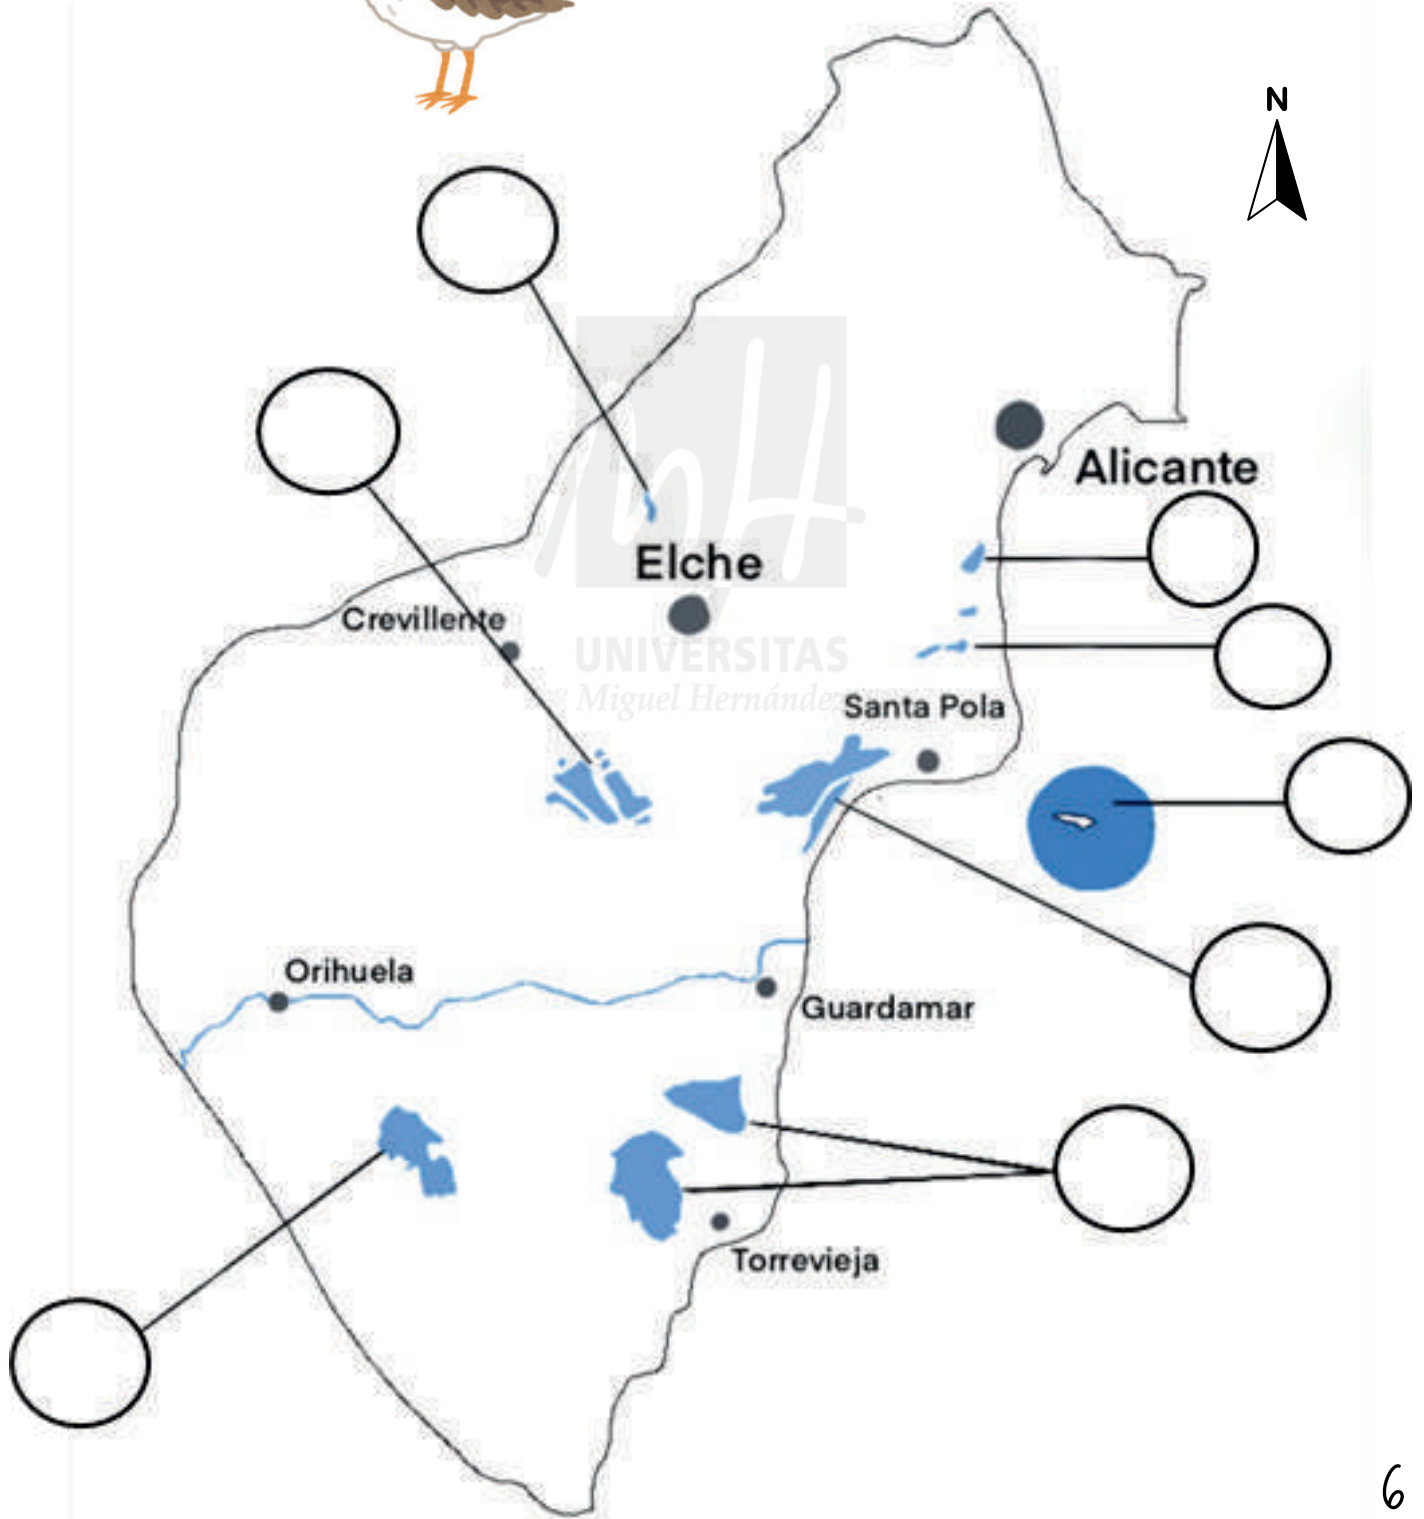 N
Alicante
Elche
Crevillente
UNIVERSITAS
Miguel Hernández
Santa Pola
Orihuela
Guardamar
Torrevieja
6